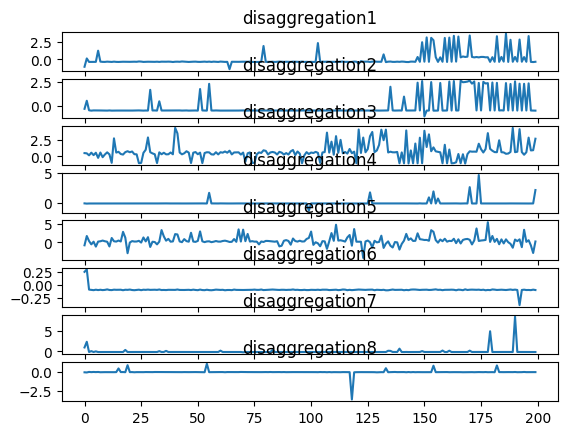 disaggregation1
2.5
0.0
disaggregation2
2.5
0.0
disaggregation3
2.5
0.0
disaggregation4
5
0
disaggregation5
5
0
disaggregation6
0.25
0.00
−0.25
disaggregation7
5
0
disaggregation8
0.0
−2.5
0 25 50 75 100 125 150 175 200